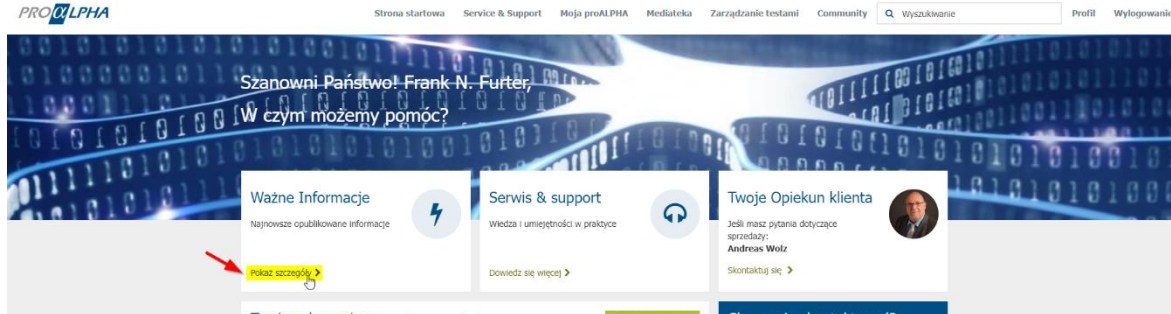 PROALPHA
Strona startowa Service & Support Moja proALPHA Mediateka Zarządzanie testami Community Wyszukiwanie Profil Wylogowanie
Szanowni Państwo! Frank N. Furter,
W czym możemy pomóc?
Ważne Informacje
Najnowsze opublikowane informacje
Pokaż szczegóły
Serwis & support
Wiedza i umiejętności w praktyce
Dowiedz się więcej
Twoje Opiekun klienta
Jeśli masz pytania dotyczące
sprzedaży:
Andreas Wolz
Skontaktuj się